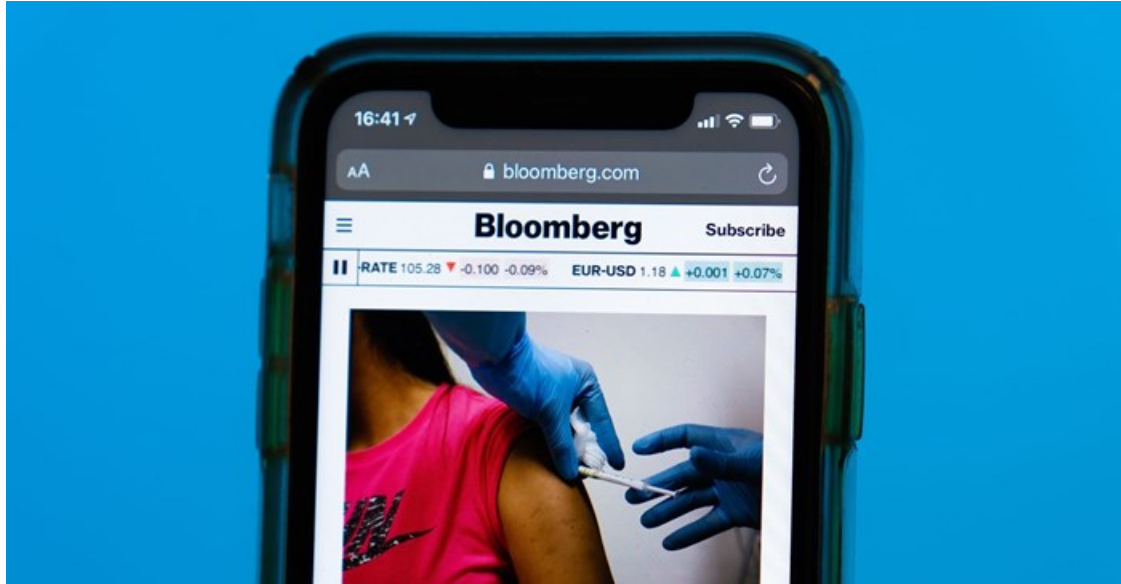 16:41
AA bloomberg.com
Bloomberg Subscribe
-RATE 105.28 ▼ -0.100 -0.09% EUR-USD 1.18 ▲ +0.001 +0.07%